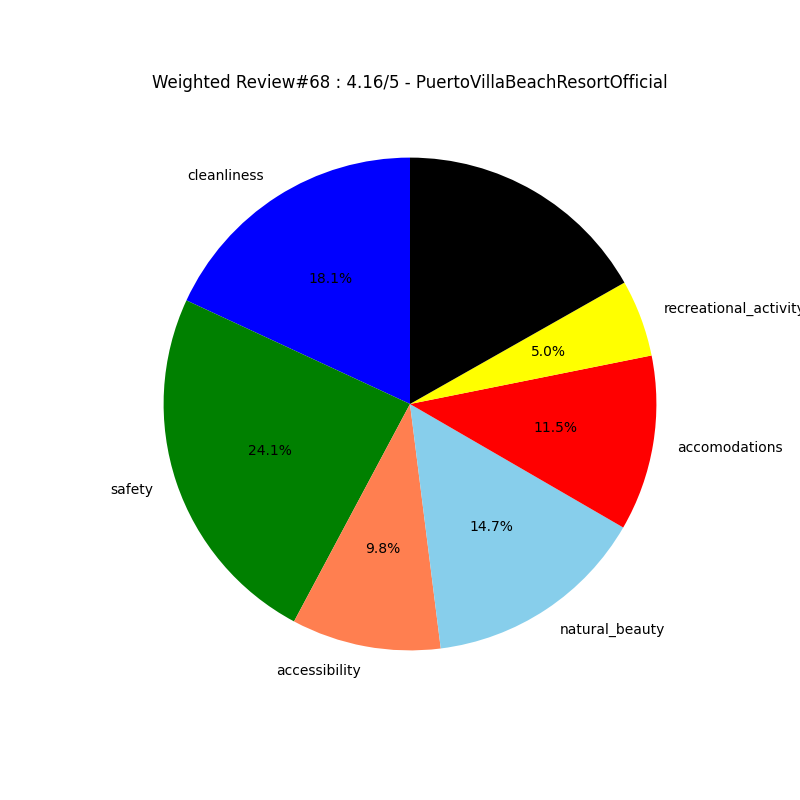 Weighted Review#68 : 4.16/5 - PuertoVillaBeachResortOfficial
cleanliness
18.1%
recreational_activity
5.0%
11.5%
accomodations
24.1%
safety
14.7%
9.8%
natural_beauty
accessibility